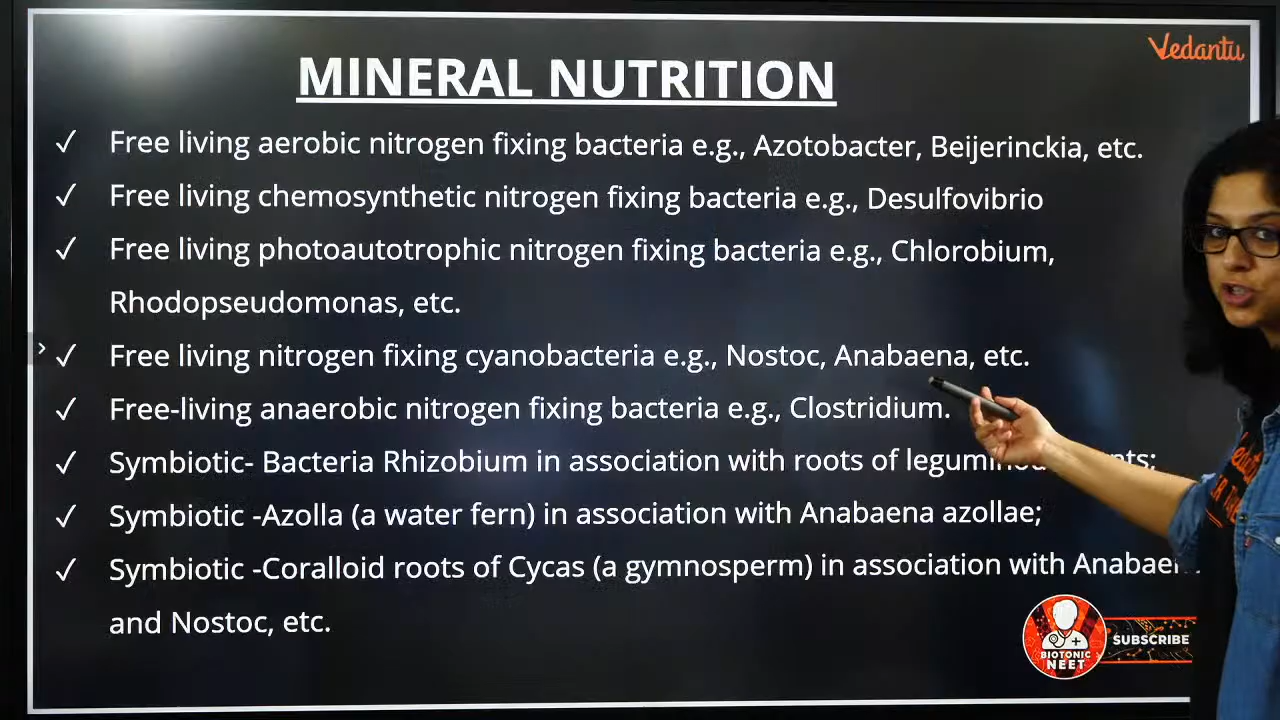 Vedantu
MINERAL NUTRITION
✓ Free living aerobic nitrogen fixing bacteria e.g., Azotobacter, Beijerinckia, etc.
✓ Free living chemosynthetic nitrogen fixing bacteria e.g., Desulfovibrio
✓ Free living photoautotrophic nitrogen fixing bacteria e.g., Chlorobium,
Rhodopseudomonas, etc.
✓ Free living nitrogen fixing cyanobacteria e.g., Nostoc, Anabaena, etc.
✓ Free-living anaerobic nitrogen fixing bacteria e.g., Clostridium.
✓ Symbiotic- Bacteria Rhizobium in association with roots of
✓ Symbiotic -Azolla (a water fern) in association with Anabaena azollae;
✓ Symbiotic -Coralloid roots of Cycas (a gymnosperm) in association with
and Nostoc, etc.
BIOTONIC
NEET
SUBSCRIBE